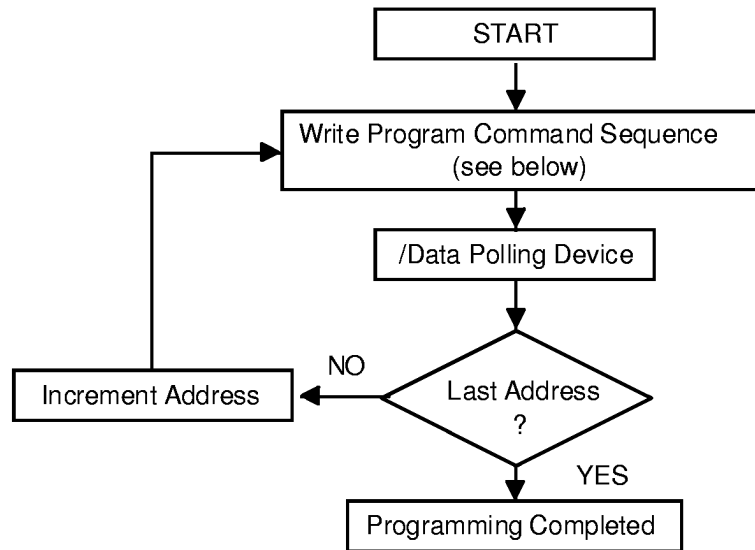 START
Write Program Command Sequence
(see below)
/Data Polling Device
NO
Increment Address
Last Address
?
YES
Programming Completed